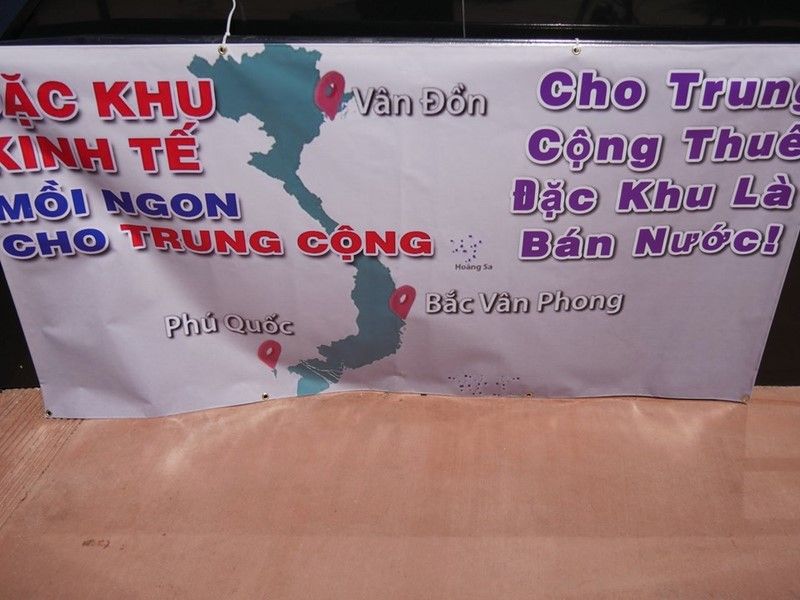 ĐẶC KHU
KINH TẾ
MỒI NGON
CHO TRUNG CỘNG
Vân Đồn
Cho Trung
Cộng Thuê
Đặc Khu Là
Bán Nước!
Hoàng Sa
Bắc Vân Phong
Phú Quốc